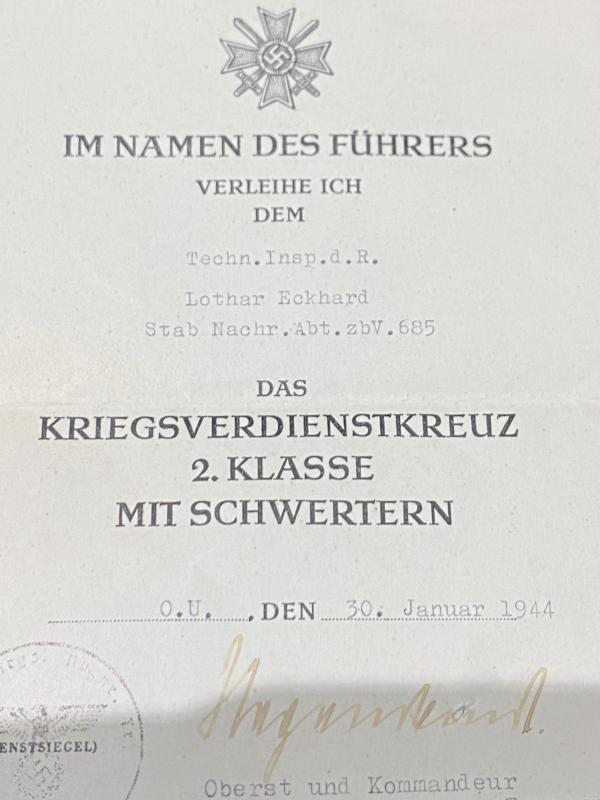 IM NAMEN DES FÜHRERS
VERLEIHE ICH
DEM
Techn.Insp.d.R.
Lothar Eckhard
Stab Nachr.Abt.zbV.685
DAS
KRIEGSVERDIENSTKREUZ
2. KLASSE
MIT SCHWERTERN
O.U. , DEN 30. Januar 1944
ENSTSIEGEL)
Oberst und Kommandeur